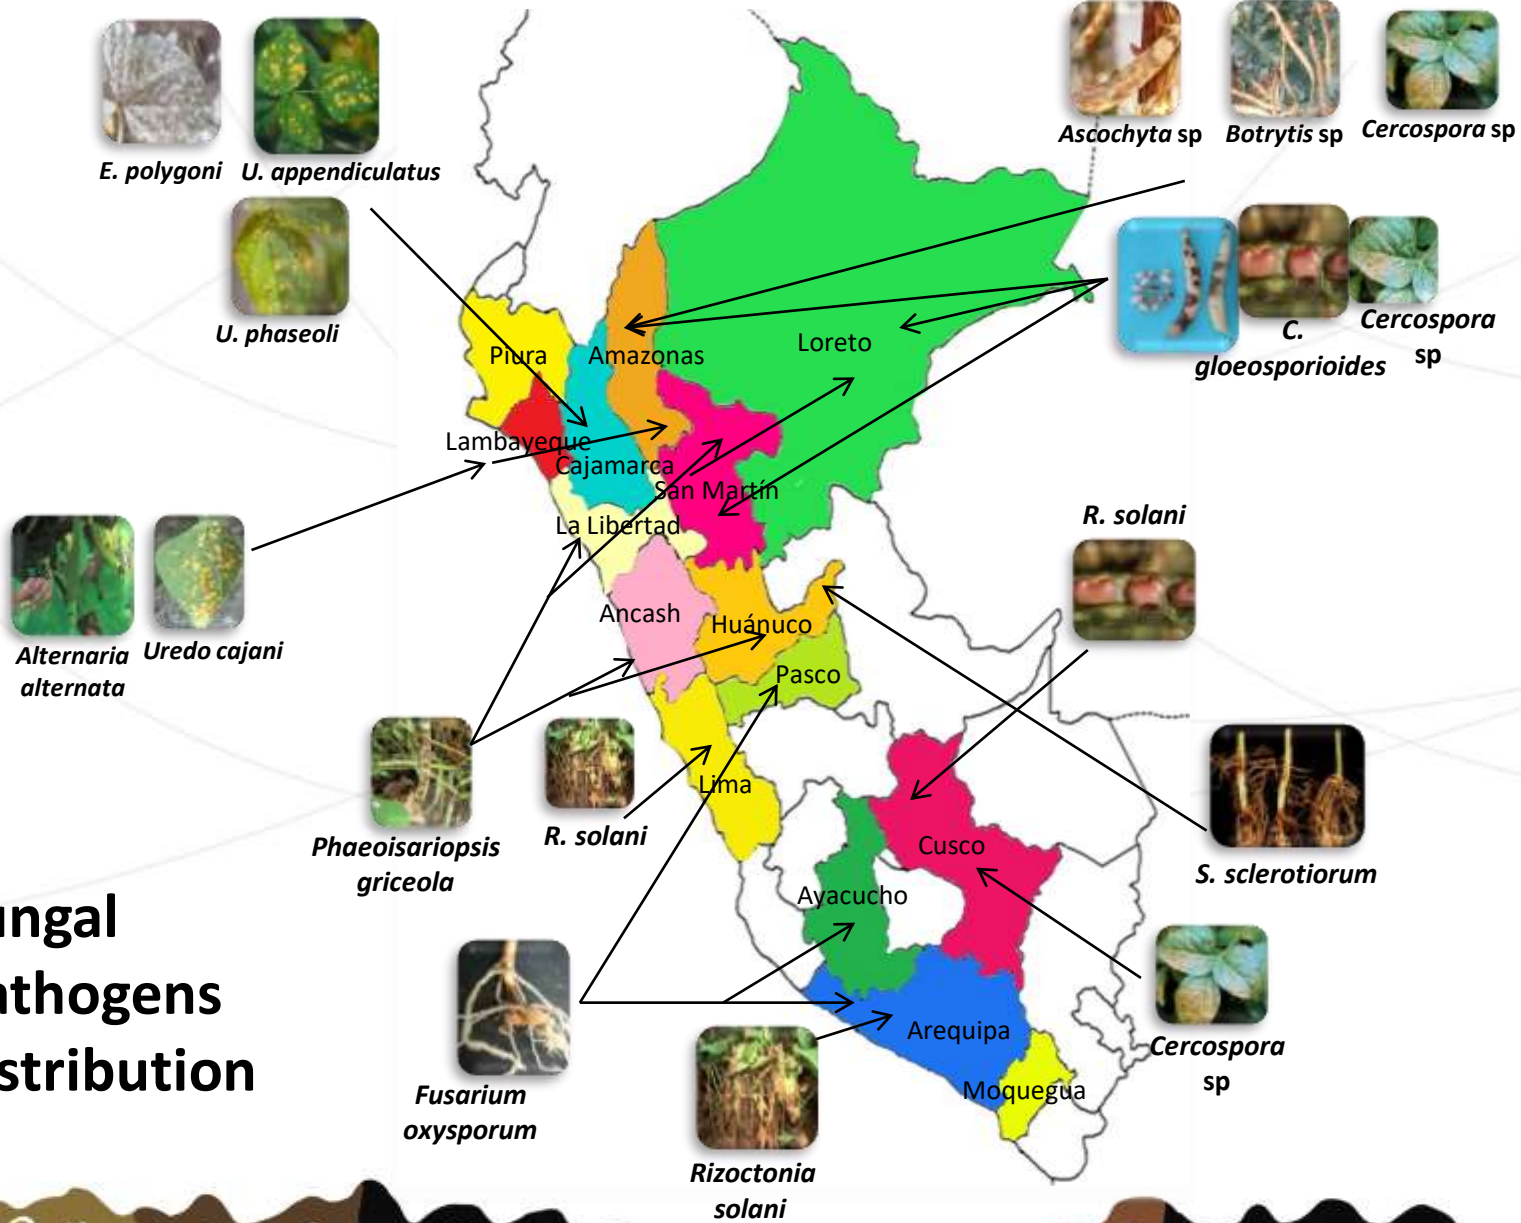 Ascochyta sp
Botrytis sp
Cercospora sp
E. polygoni
U. appendiculatus
U. phaseoli
C.
gloeosporioides
Cercospora
sp
Piura
Amazonas
Loreto
Lambayeque
Cajamarca
San Martín
La Libertad
R. solani
Ancash
Huánuco
Pasco
Alternaria
alternata
Uredo cajani
Lima
Phaeoisariopsis
griceola
R. solani
Cusco
S. sclerotiorum
Ayacucho
ungal
athogens
stribution
Arequipa
Cercospora
sp
Moquegua
Fusarium
oxysporum
Rizoctonia
solani